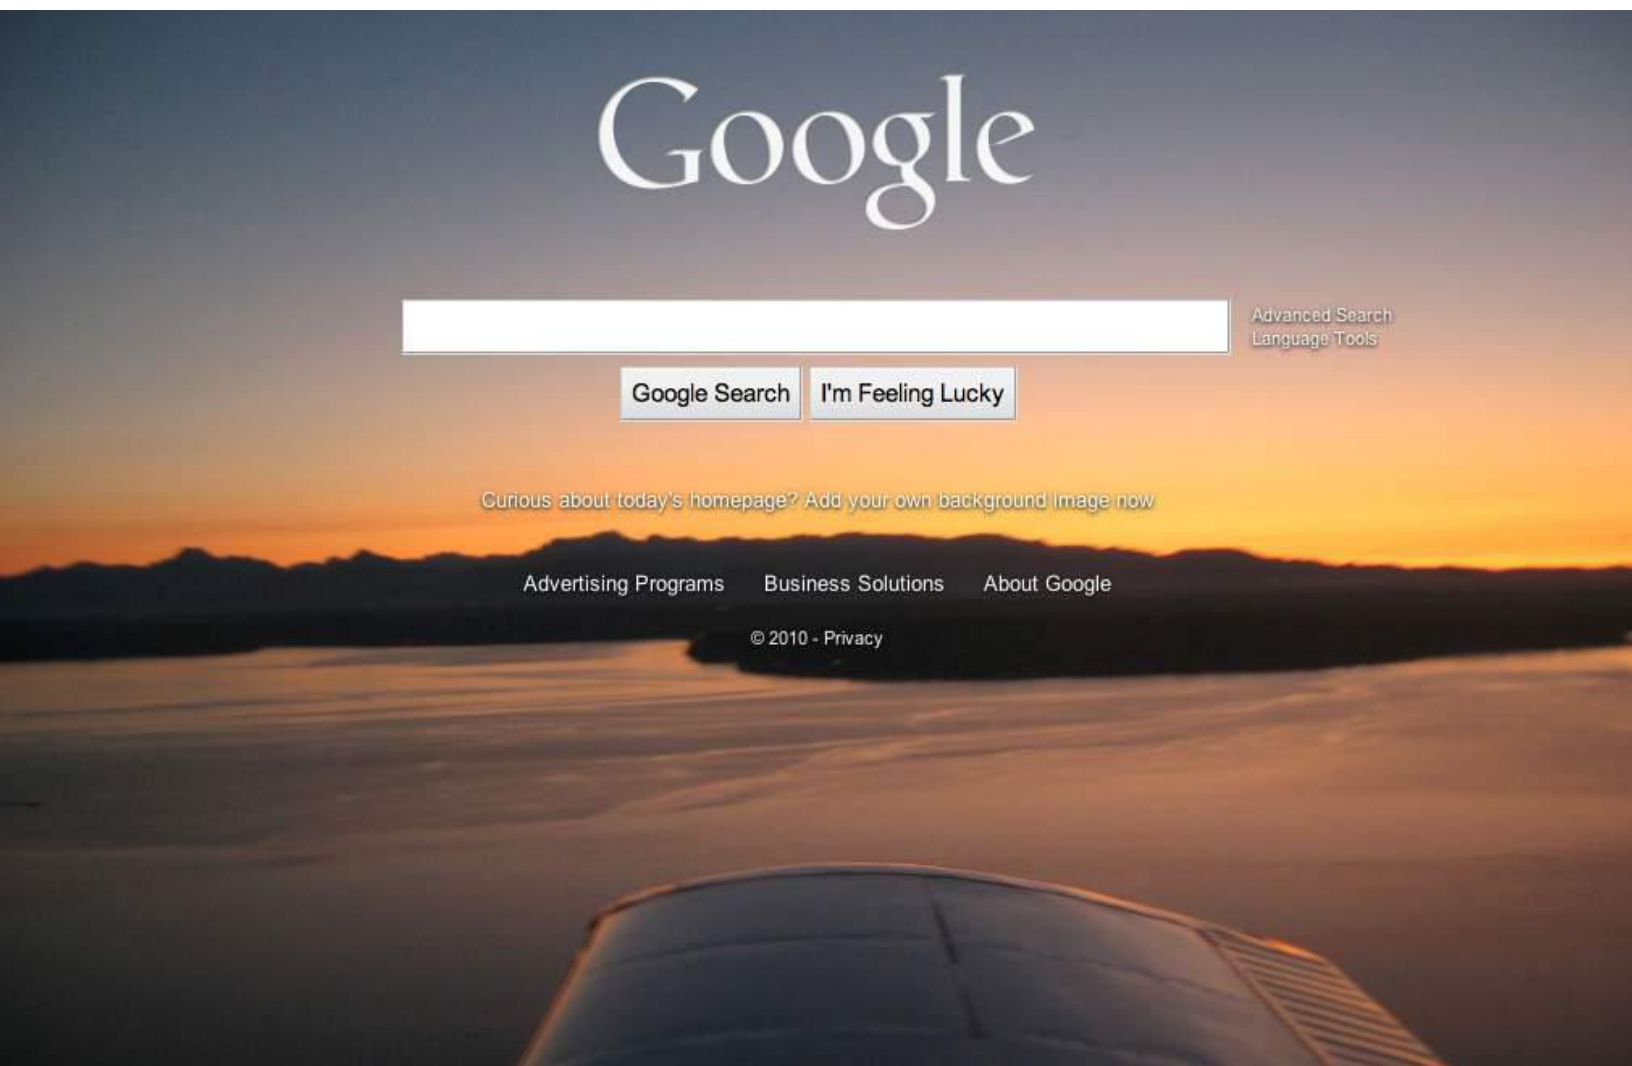 Google
Advanced Search
Language Tools
Google Search I'm Feeling Lucky
Curious about today's homepage? Add your own background image now
Advertising Programs Business Solutions About Google
© 2010 - Privacy